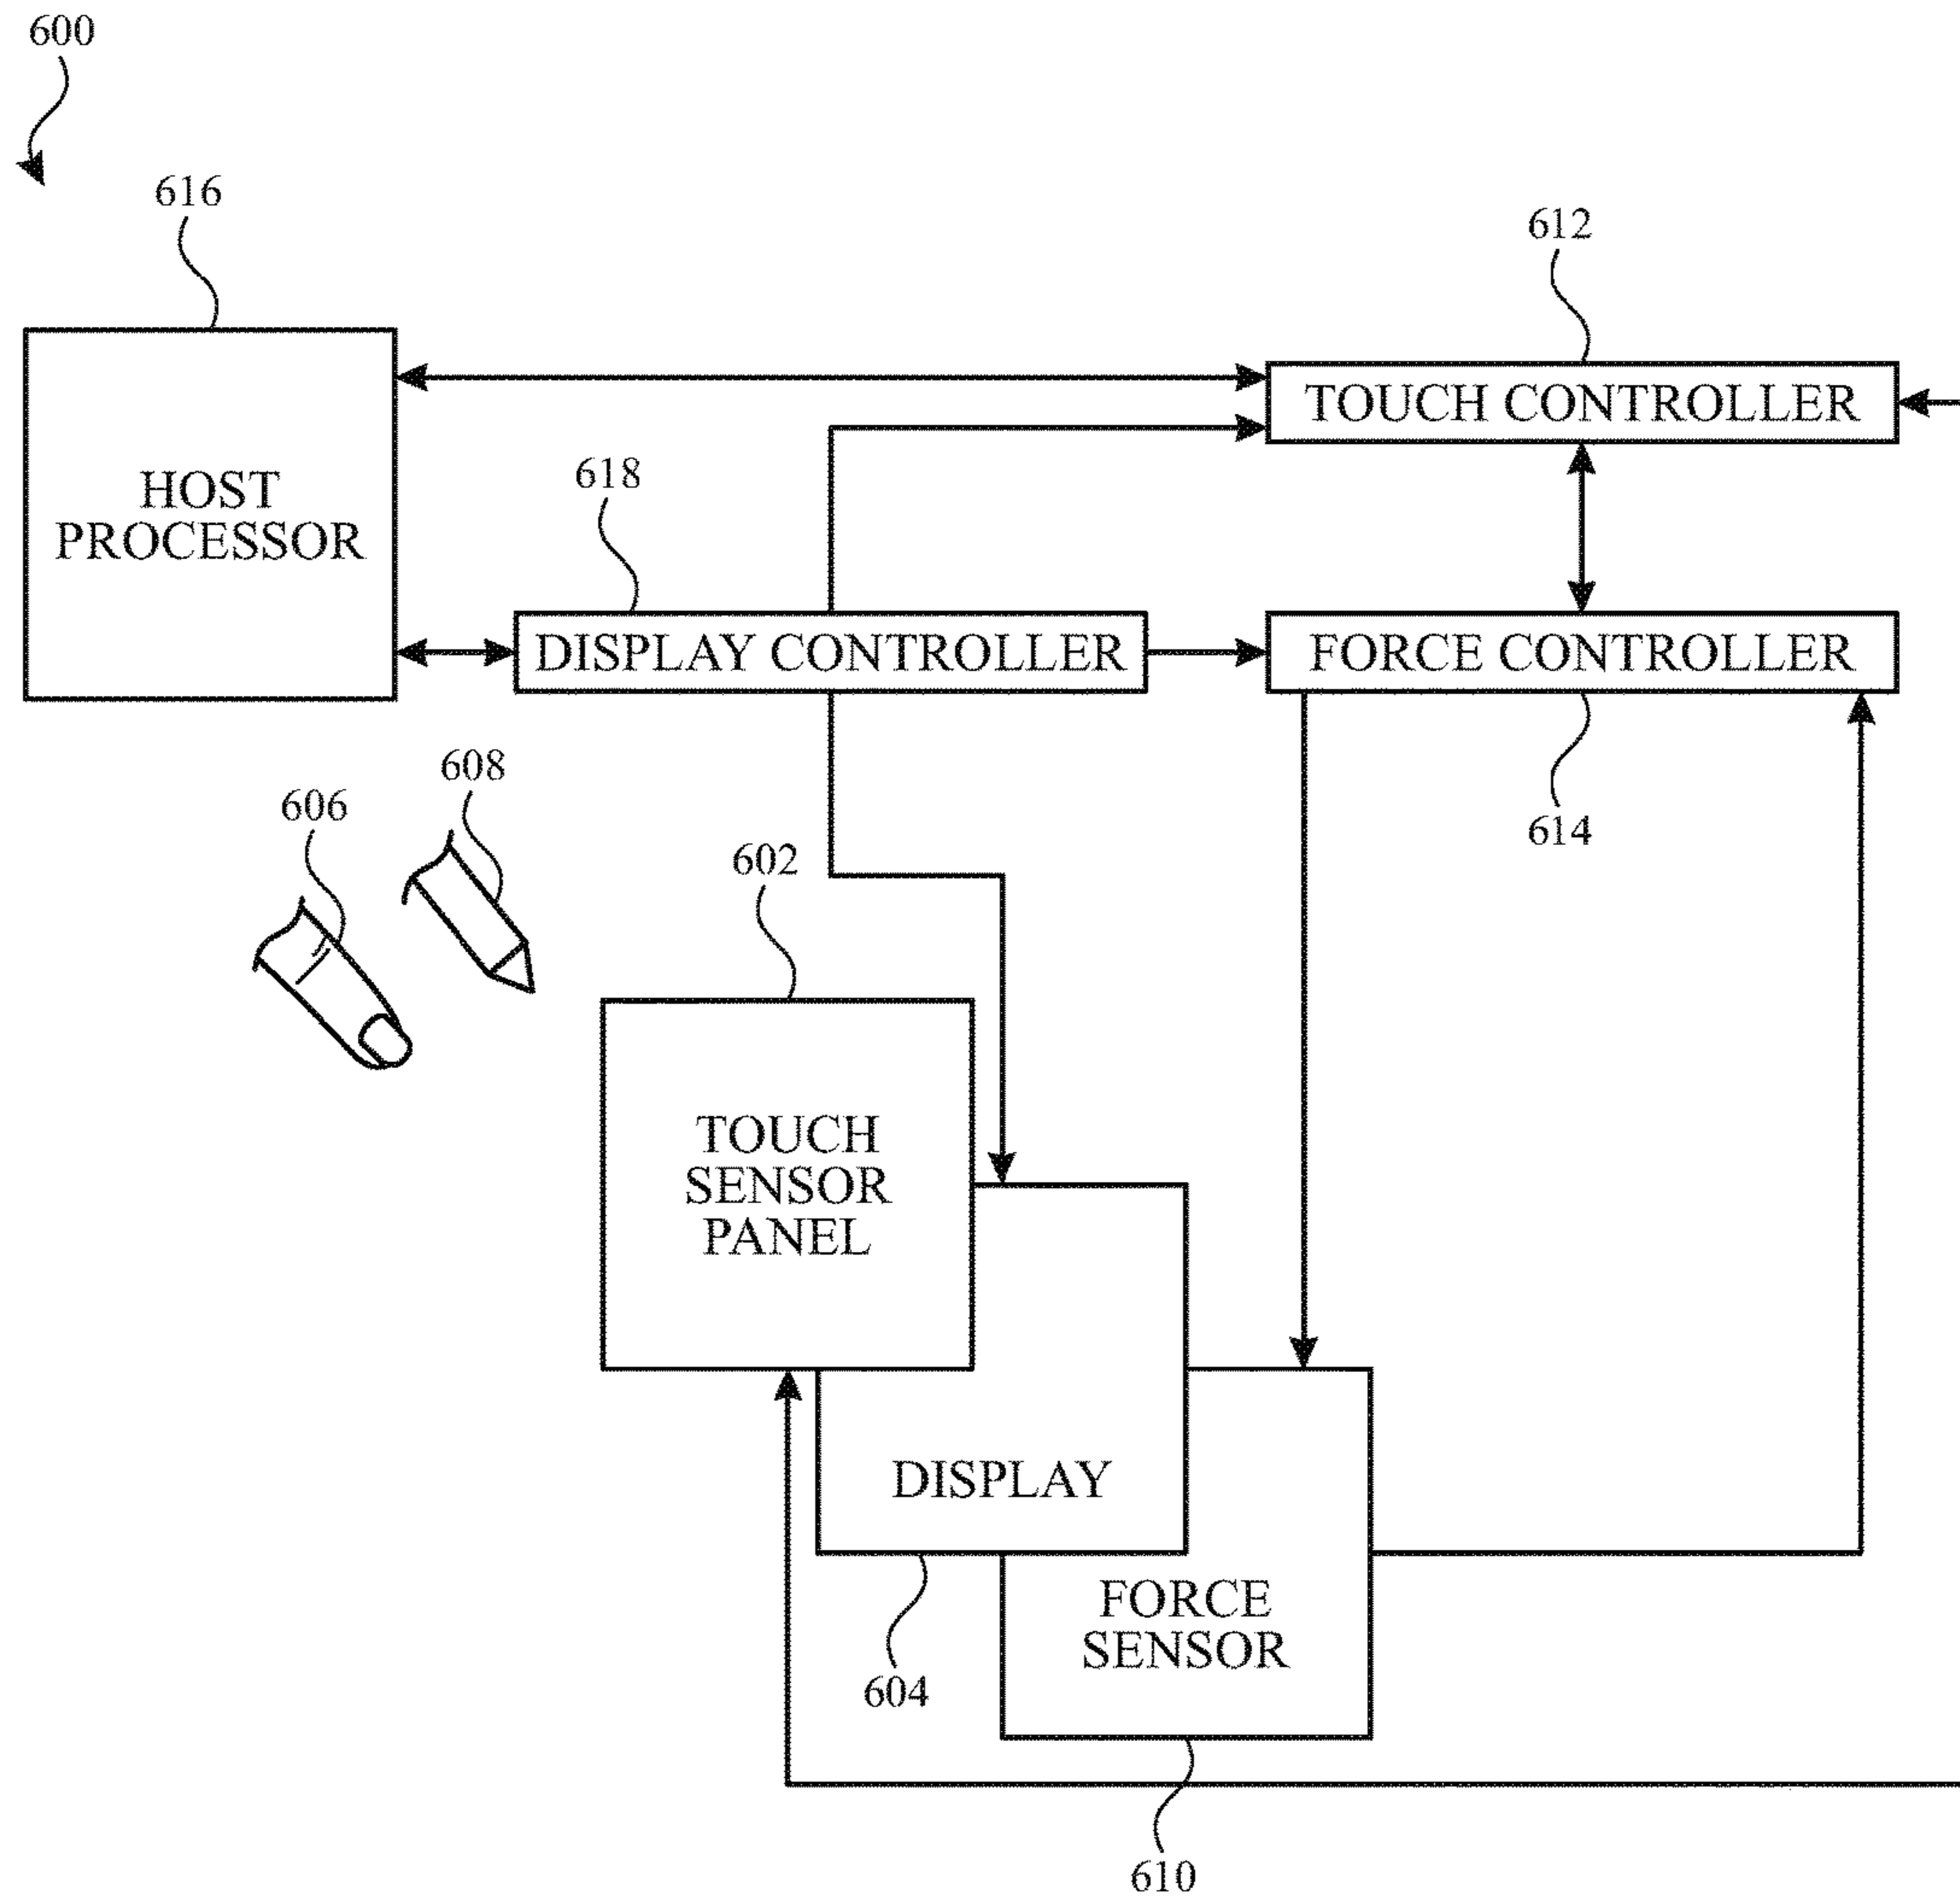 600
616
612
HOST
PROCESSOR
TOUCH CONTROLLER
618
DISPLAY CONTROLLER
FORCE CONTROLLER
608
606
602
614
TOUCH
SENSOR
PANEL
DISPLAY
FORCE
SENSOR
604
610